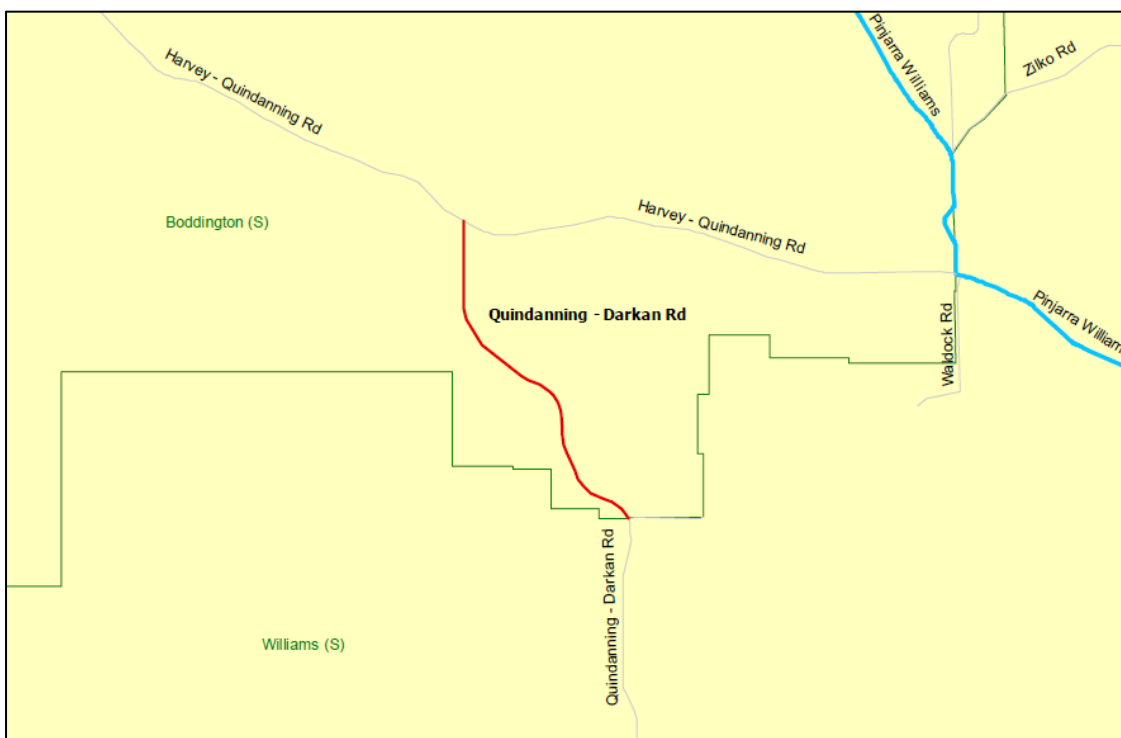 Pinjarra Williams
Zilko Rd
Harvey - Quindanning Rd
Boddington (S)
Harvey - Quindanning Rd
Quindanning - Darkan Rd
Pinjarra William
Waldock Rd
Quindanning - Darkan Rd
Williams (S)